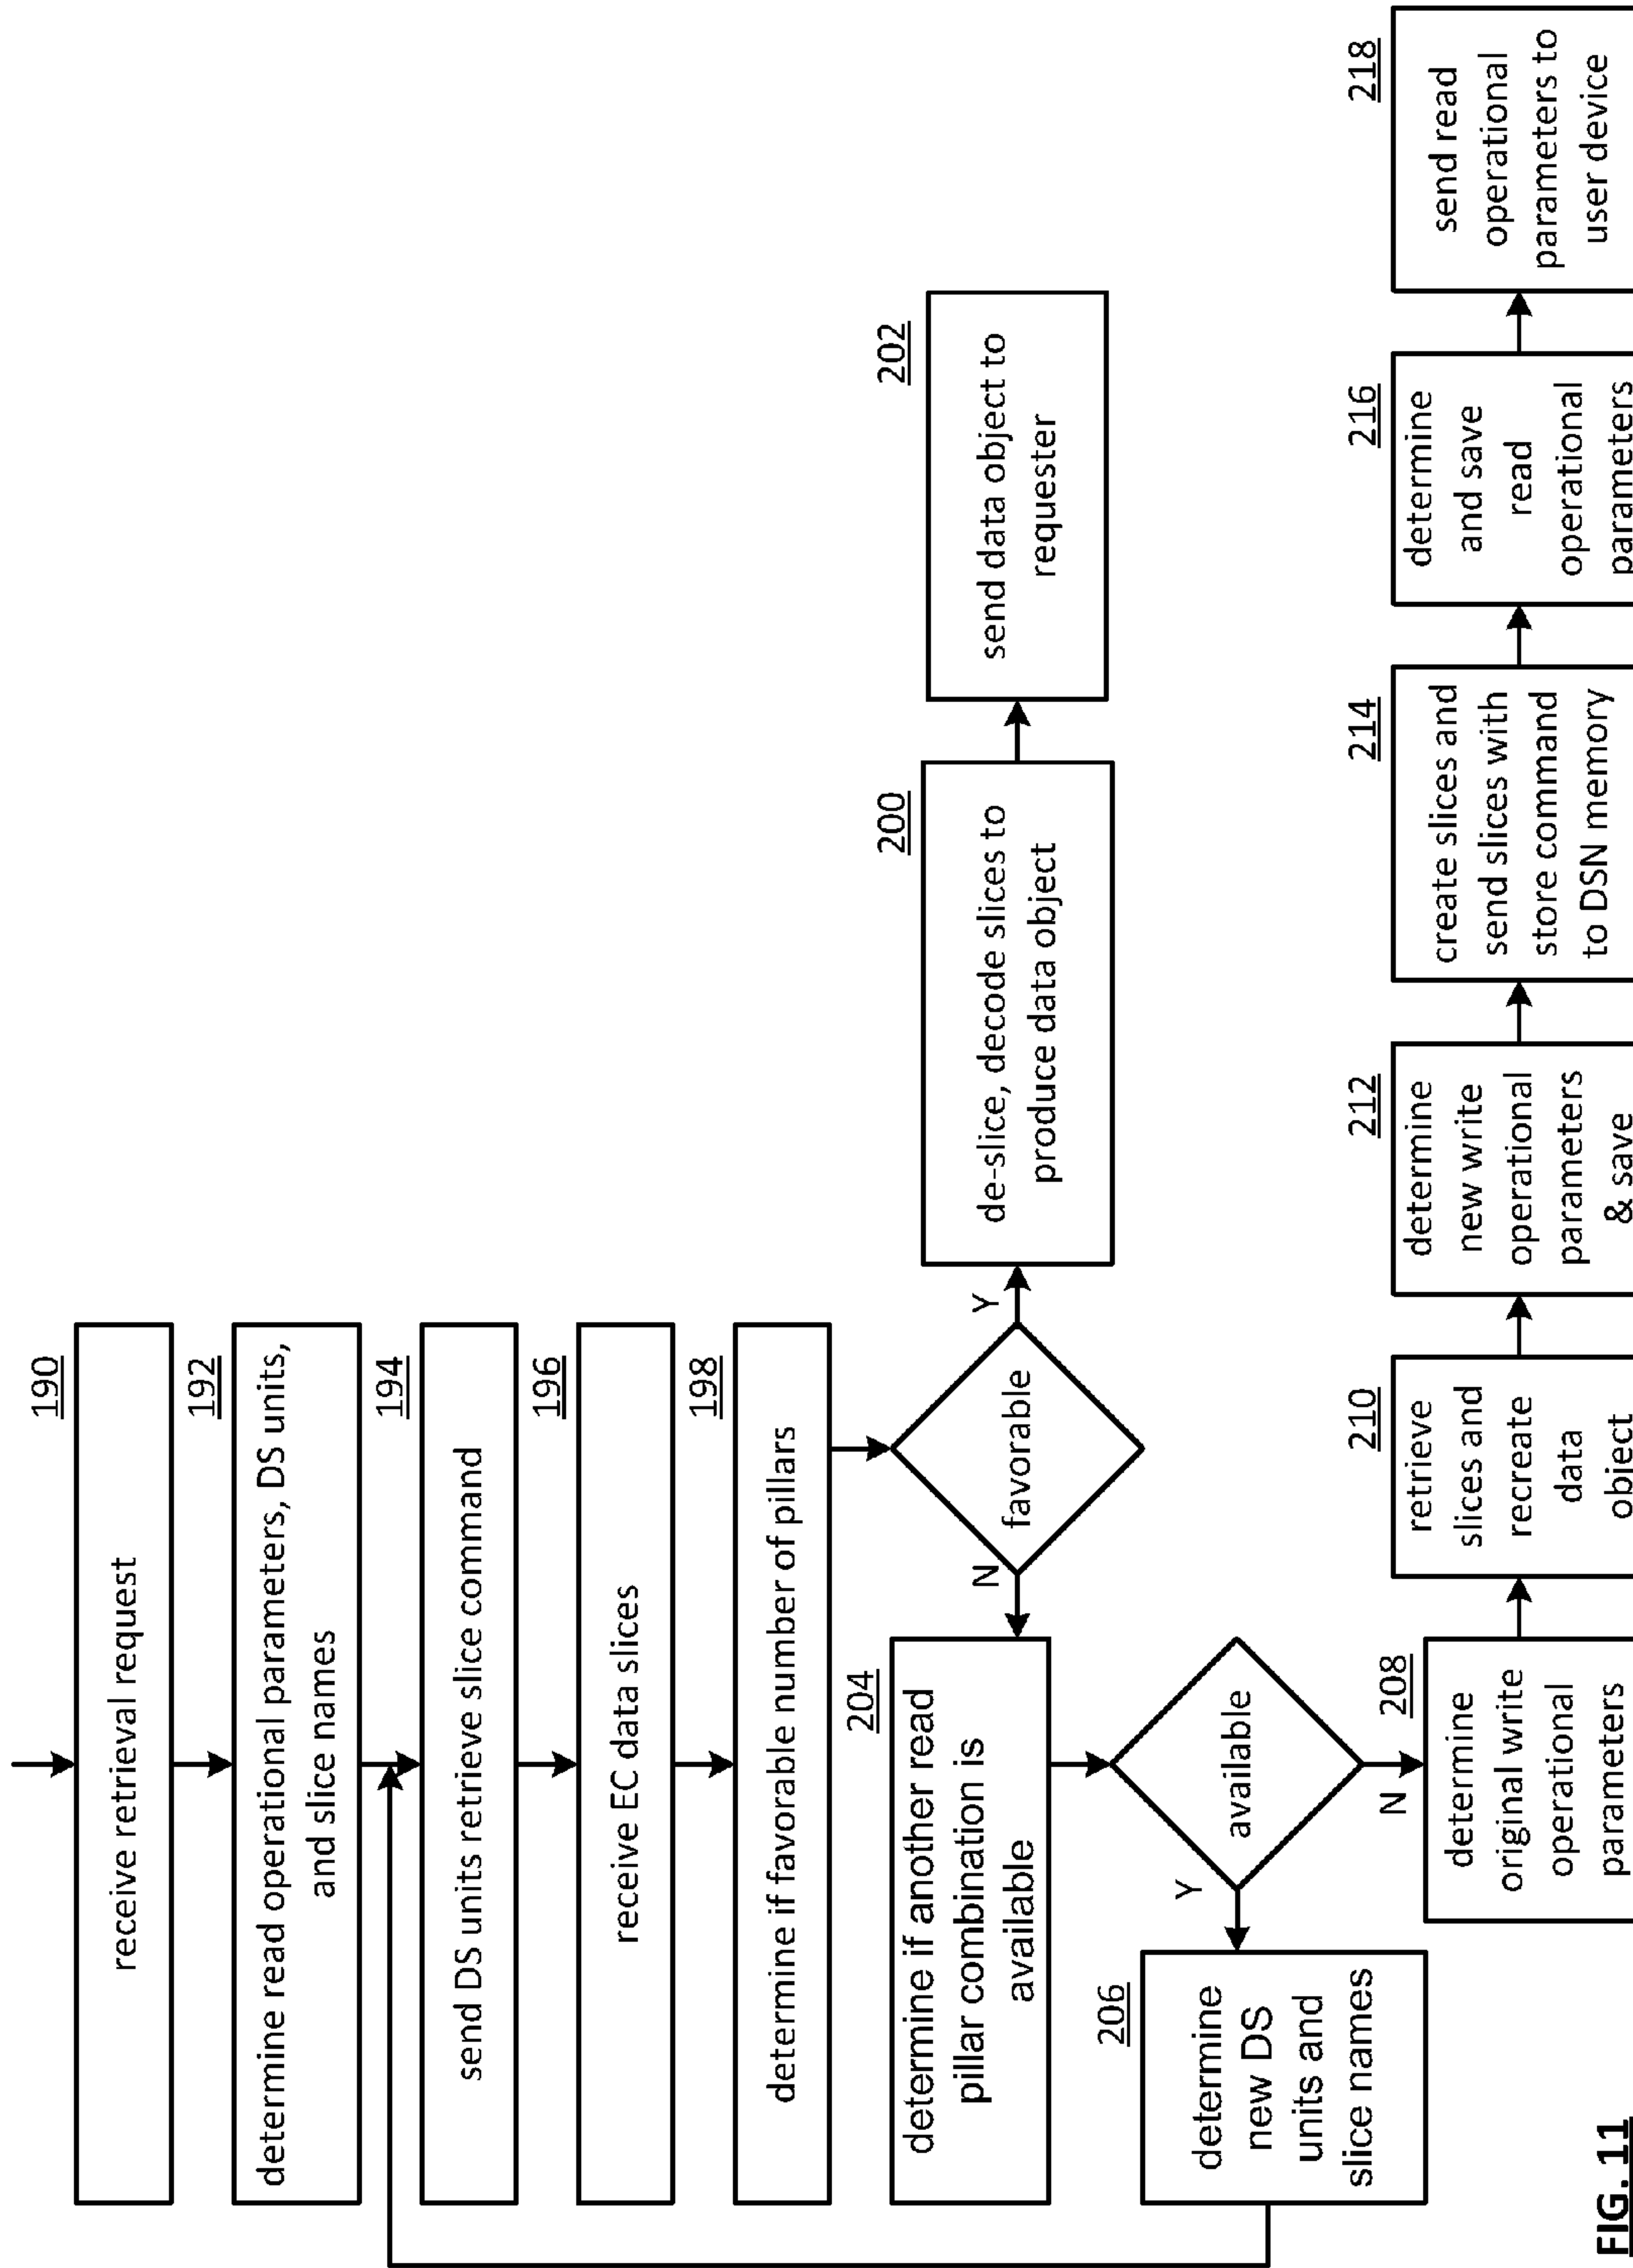 190
receive retrieval request
192
determine read operational parameters, DS units,
and slice names
194
send DS units retrieve slice command
196
receive EC data slices
198
determine if favorable number of pillars
favorable
Y
N
200
de-slice, decode slices to
produce data object
202
send data object to
requester
204
determine if another read
pillar combination is
available
available
Y
N
206
determine
new DS
units and
slice names
208
determine
original write
operational
parameters
210
retrieve
slices and
recreate
data
object
212
determine
new write
operational
parameters
& save
214
create slices and
send slices with
store command
to DSN memory
216
determine
and save
read
operational
parameters
218
send read
operational
parameters to
user device
FIG. 11